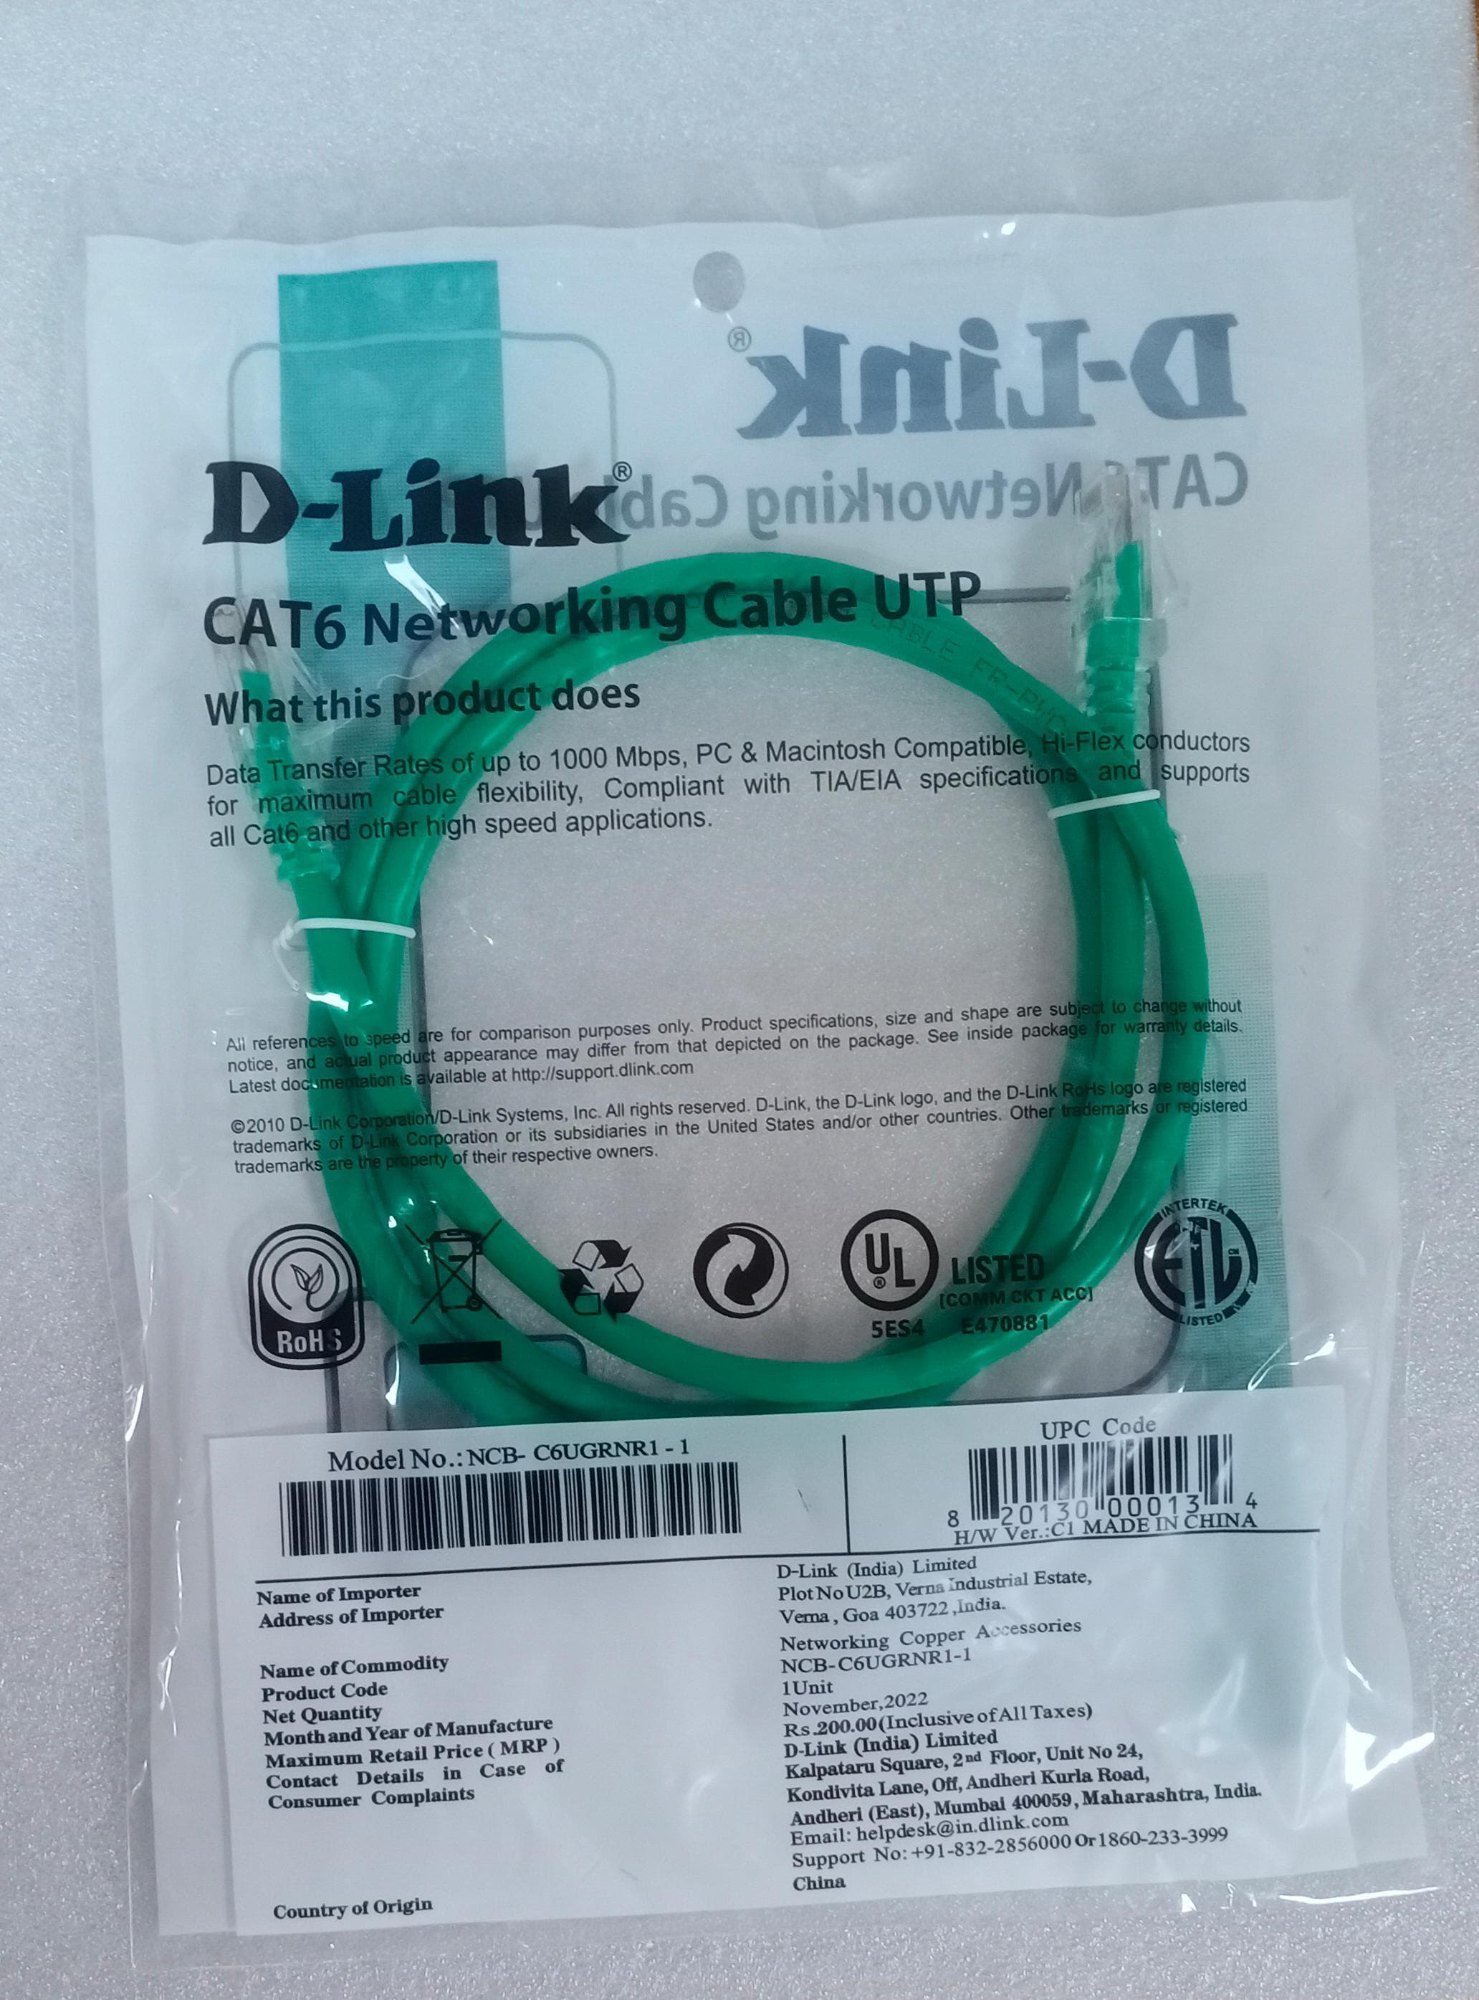 D-Link®
CAT6 Networking Cable
D-Link®
CAT6 Networking Cable UTP
What this product does
Data Transfer Rates of up to 1000 Mbps, PC & Macintosh Compatible, Hi-Flex conductors
for maximum cable flexibility, Compliant with TIA/EIA specifications and supports
all Cat6 and other high speed applications.
All references to speed are for comparison purposes only. Product specifications, size and shape are subject to change without
notice, and actual product appearance may differ from that depicted on the package. See inside package for warranty details.
Latest documentation is available at http://support.dlink.com
©2010 D-Link Corporation/D-Link Systems, Inc. All rights reserved. D-Link, the D-Link logo, and the D-Link RoHs logo are registered
trademarks of D-Link Corporation or its subsidiaries in the United States and/or other countries. Other trademarks or registered
trademarks are the property of their respective owners.
RoHS
UL® LISTED
[COMM CKT ACC]
5ES4 E470881
INTERTEK
ETL CM
LISTED
Model No.: NCB- C6UGRNR1 - 1
UPC Code
8 20130 00013 4
H/W Ver.:C1 MADE IN CHINA
Name of Importer D-Link (India) Limited
Address of Importer Plot No U2B, Verna Industrial Estate,
Verna , Goa 403722 ,India.
Name of Commodity Networking Copper Accessories
Product Code NCB-C6UGRNR1-1
Net Quantity 1Unit
Month and Year of Manufacture November,2022
Maximum Retail Price ( MRP ) Rs.200.00(Inclusive of All Taxes)
Contact Details in Case of D-Link (India) Limited
Consumer Complaints Kalpataru Square, 2nd Floor, Unit No 24,
Kondivita Lane, Off, Andheri Kurla Road,
Andheri (East), Mumbai 400059, Maharashtra, India.
Email: helpdesk@in.dlink.com
Support No: +91-832-2856000 Or 1860-233-3999
Country of Origin China